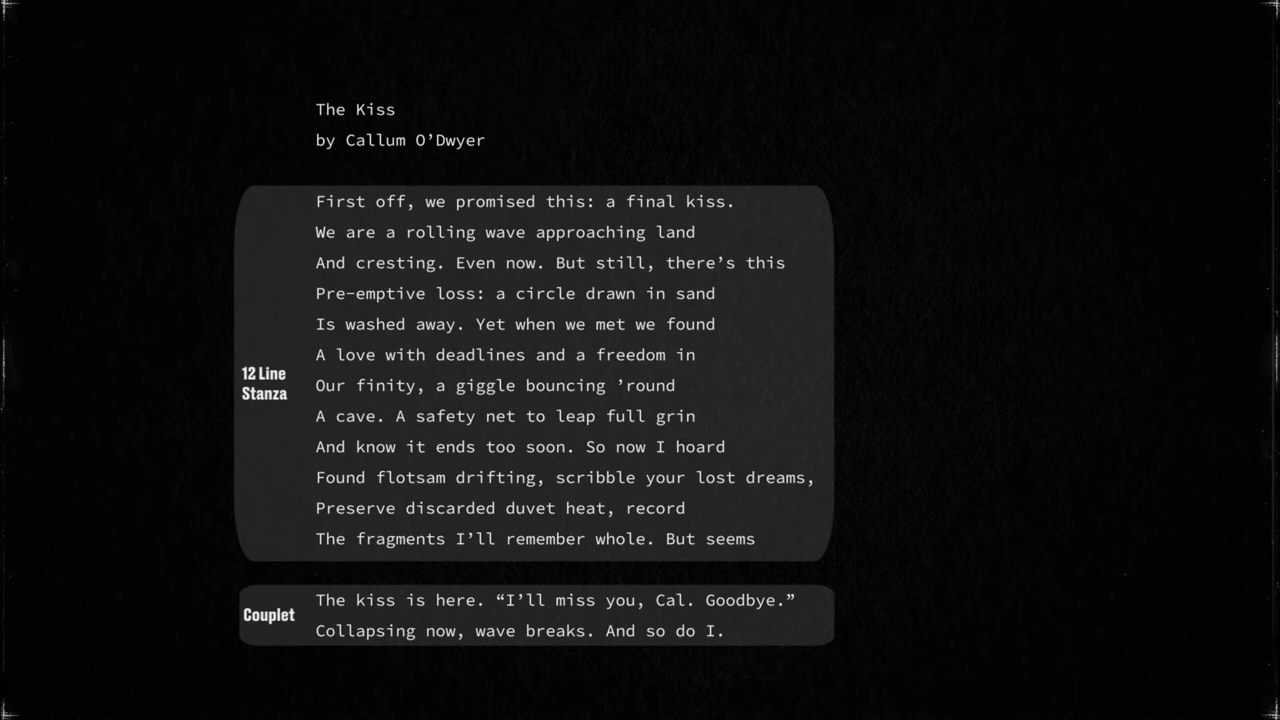 The Kiss
by Callum O’Dwyer
First off, we promised this: a final kiss.
We are a rolling wave approaching land
And cresting. Even now. But still, there’s this
Pre-emptive loss: a circle drawn in sand
Is washed away. Yet when we met we found
A love with deadlines and a freedom in
Our finity, a giggle bouncing ’round
A cave. A safety net to leap full grin
And know it ends too soon. So now I hoard
Found flotsam drifting, scribble your lost dreams,
Preserve discarded duvet heat, record
The fragments I’ll remember whole. But seems
12 Line
Stanza
The kiss is here. “I’ll miss you, Cal. Goodbye.”
Collapsing now, wave breaks. And so do I.
Couplet